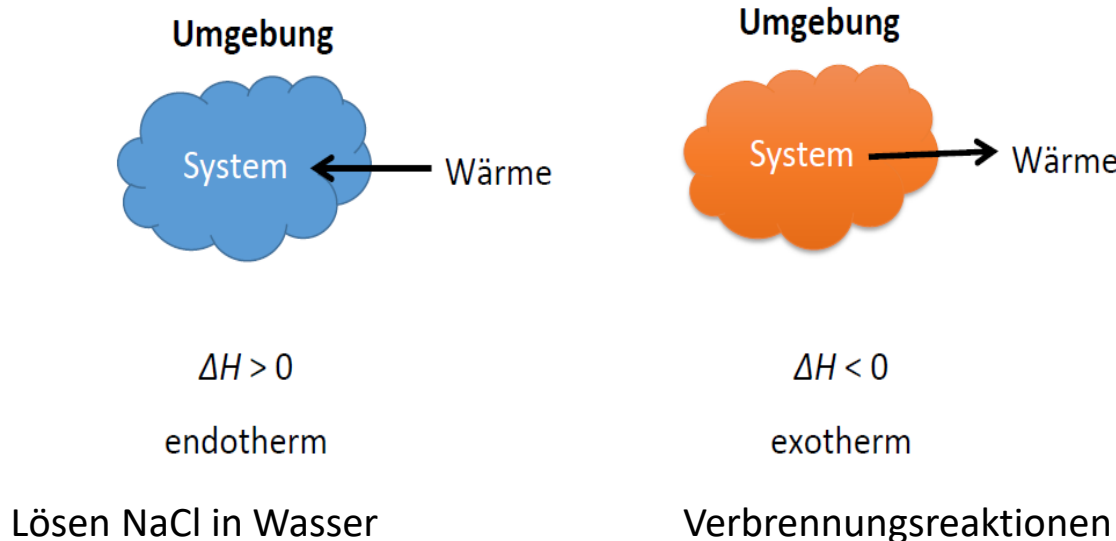 Umgebung
System
Wärme
ΔH > 0
endotherm
Lösen NaCl in Wasser
Umgebung
System
Wärme
ΔH < 0
exotherm
Verbrennungsreaktionen